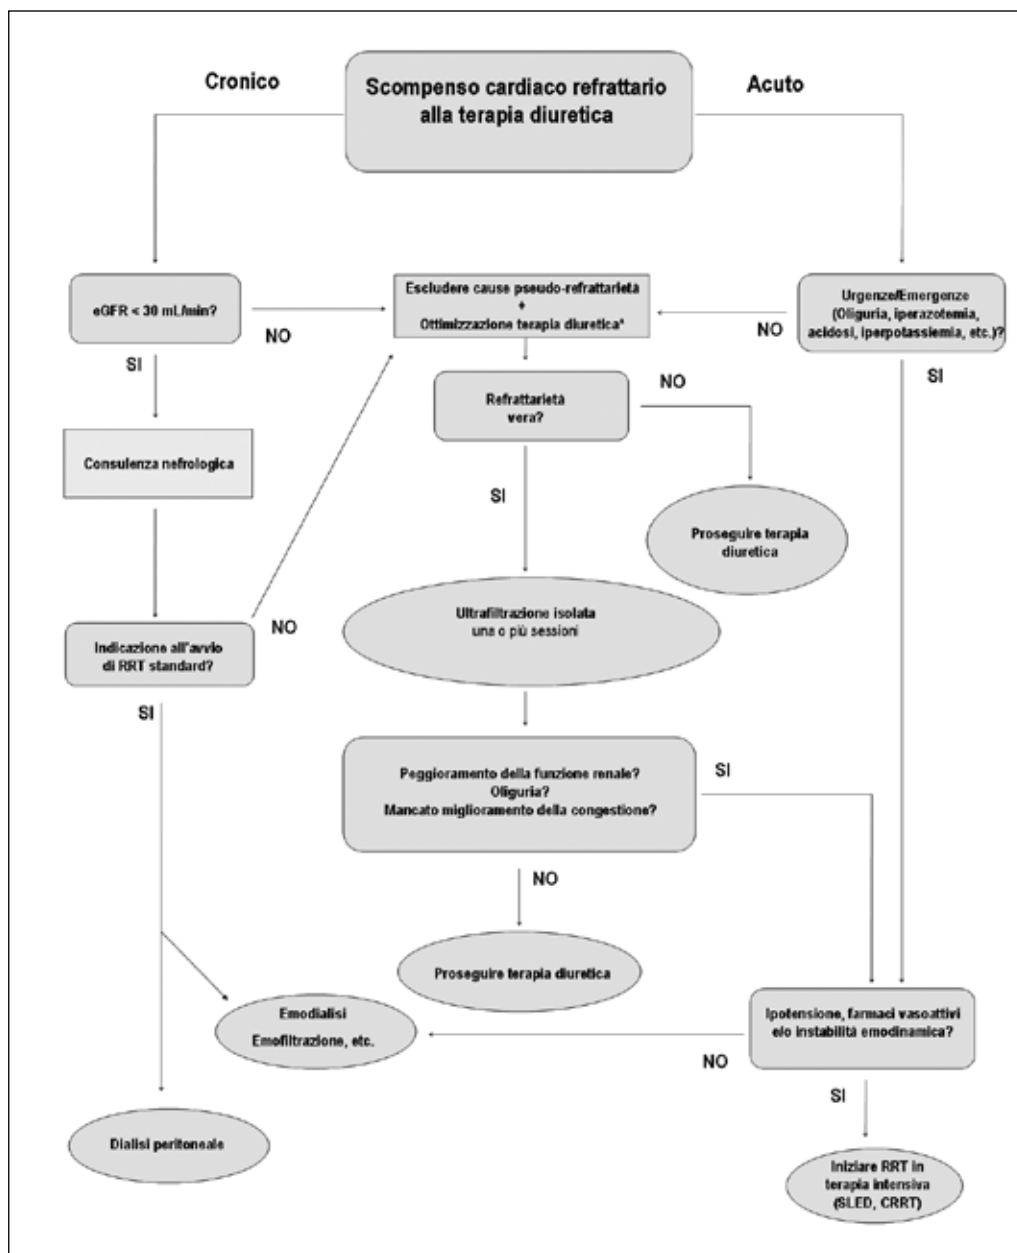 Cronico
Scompenso cardiaco refrattario
alla terapia diuretica
Acuto
eGFR < 30 mL/min?
NO
SI
Escludere cause pseudo-refrattarietà
+
Ottimizzazione terapia diuretica*
NO
Urgenze/Emergenze
(Oliguria, iperazotemia,
acidosi, iperpotassiemia, etc.)?
SI
Refrattarietà
vera?
NO
SI
Consulenza nefrologica
Proseguire terapia
diuretica
Ultrafiltrazione isolata
una o più sessioni
Indicazione all'avvio
di RRT standard?
NO
SI
Peggioramento della funzione renale?
Oliguria?
Mancato miglioramento della congestione?
SI
NO
Proseguire terapia diuretica
Emodialisi
Emofiltrazione, etc.
Ipotensione, farmaci vasoattivi
e/o instabilità emodinamica?
NO
SI
Dialisi peritoneale
Iniziare RRT in
terapia intensiva
(SLED, CRRT)